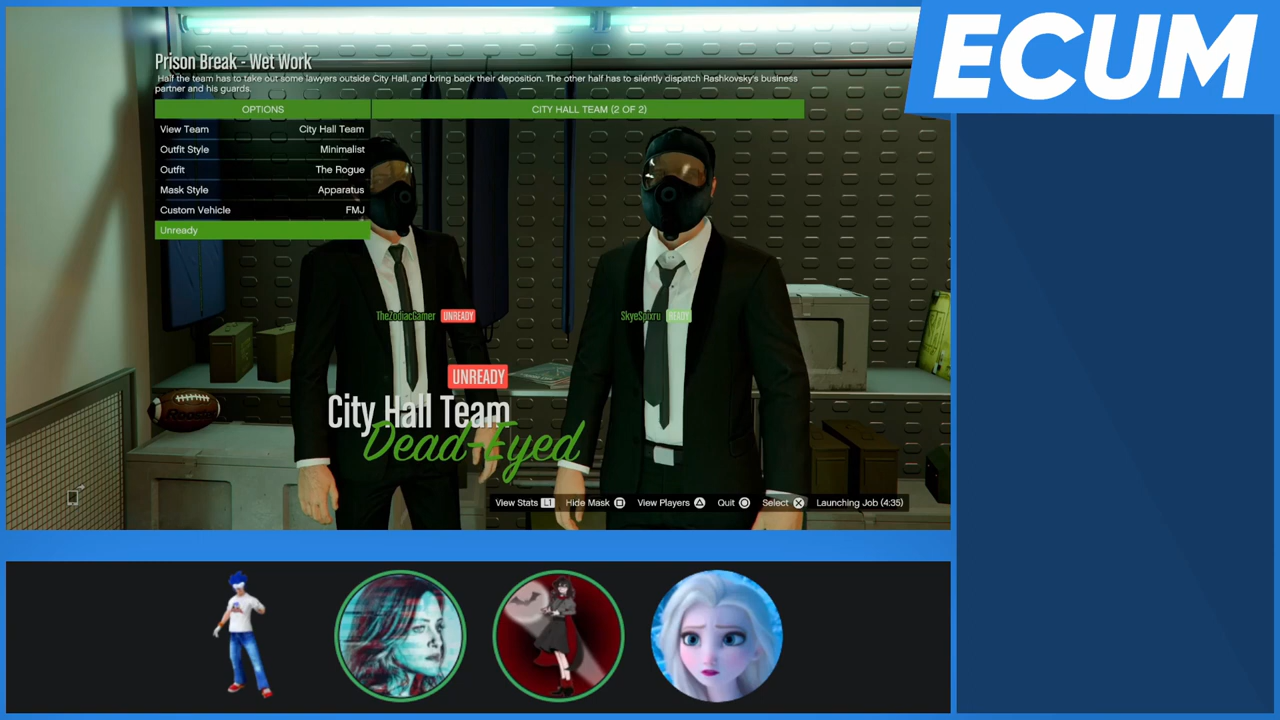 ECUM
Prison Break - Wet Work
Half the team has to take out some lawyers outside City Hall, and bring back their deposition. The other half has to silently dispatch Rashkovsky's business
partner and his guards.
OPTIONS
CITY HALL TEAM (2 OF 2)
View Team City Hall Team
Outfit Style Minimalist
Outfit The Rogue
Mask Style Apparatus
Custom Vehicle FMJ
Unready
TheZodiacGamer UNREADY
SkyeSpixru READY
UNREADY
City Hall Team
Dead-Eyed
View Stats L1 Hide Mask View Players Quit Select Launching Job (4:35)